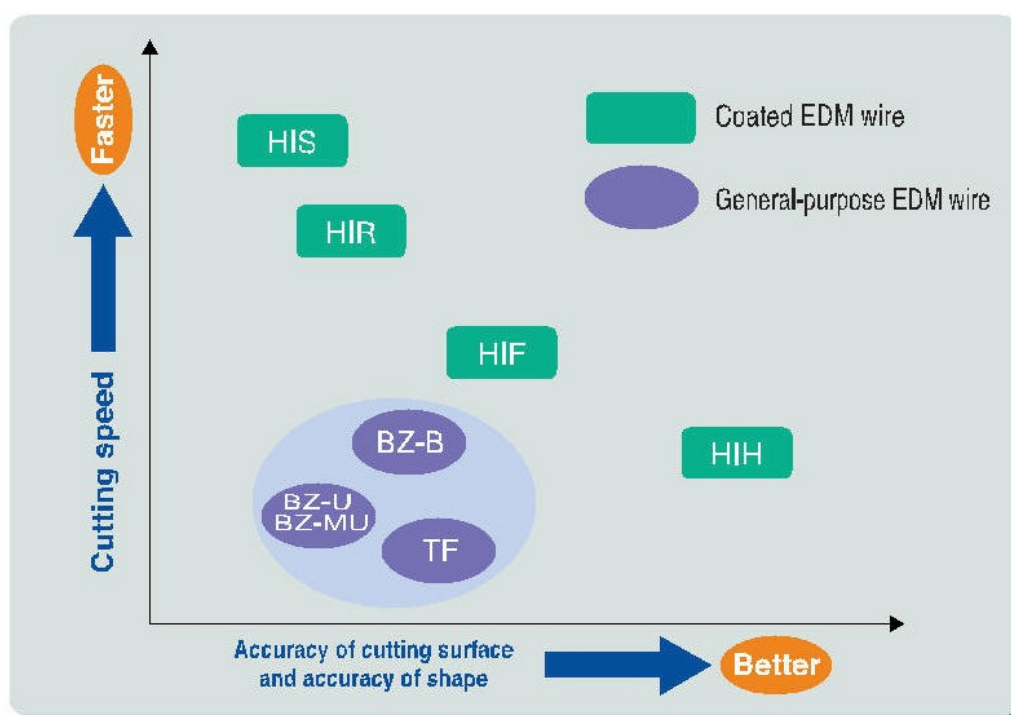 Faster
HIS
Coated EDM wire
General-purpose EDM wire
HIR
HIF
BZ-B
HIH
BZ-U
BZ-MU
TF
Cutting speed
Accuracy of cutting surface
and accuracy of shape
Better